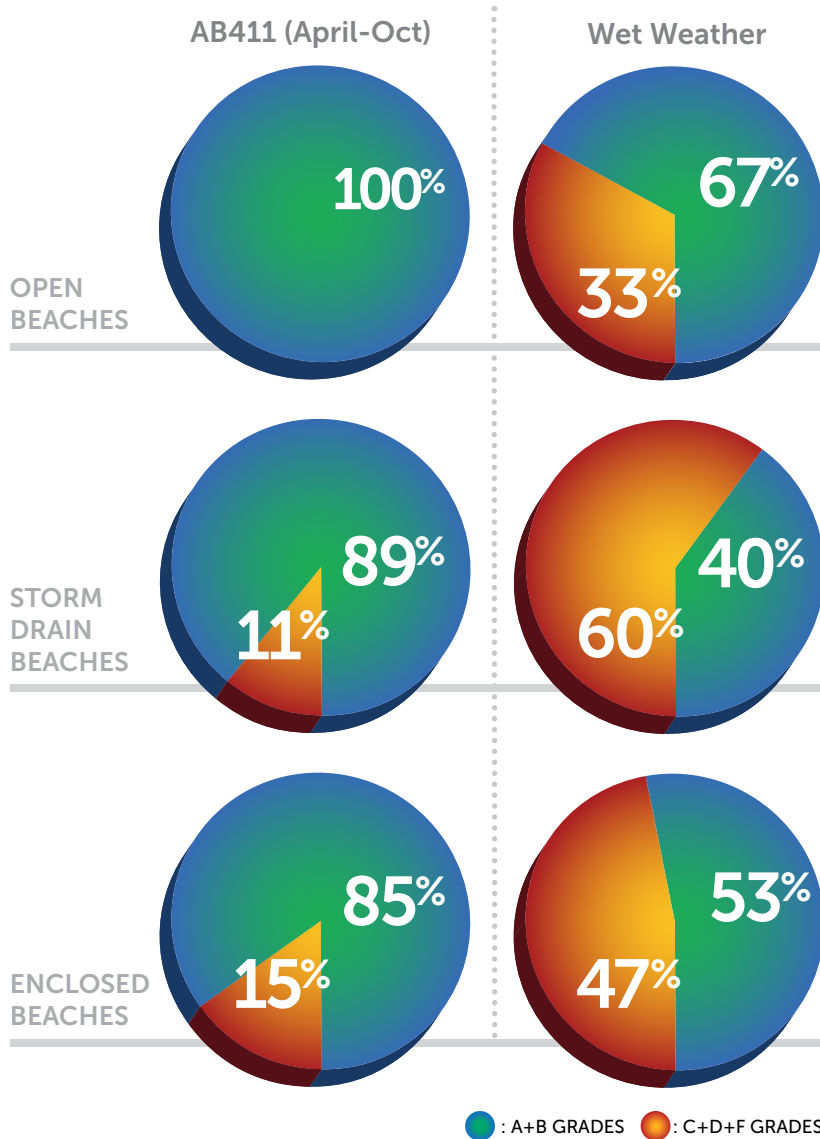 AB411 (April-Oct)
Wet Weather
100%
67%
33%
OPEN
BEACHES
89%
11%
40%
60%
STORM
DRAIN
BEACHES
85%
15%
53%
47%
ENCLOSED
BEACHES
: A+B GRADES : C+D+F GRADES